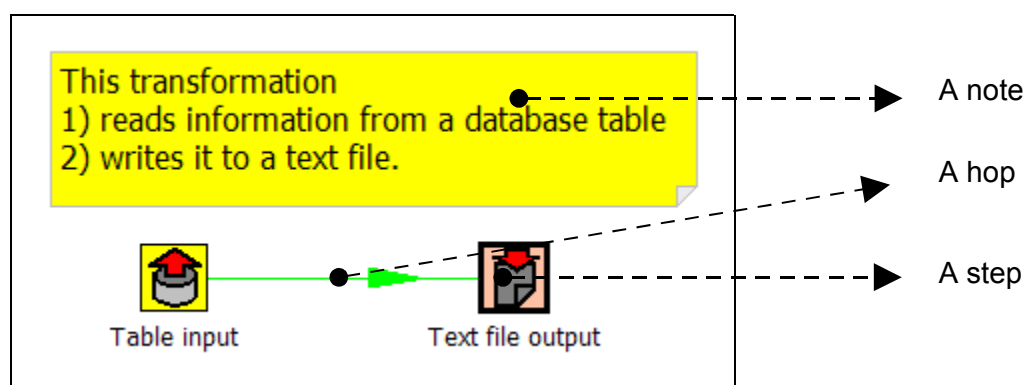 This transformation
1) reads information from a database table
2) writes it to a text file.
A note
A hop
A step
Table input
Text file output